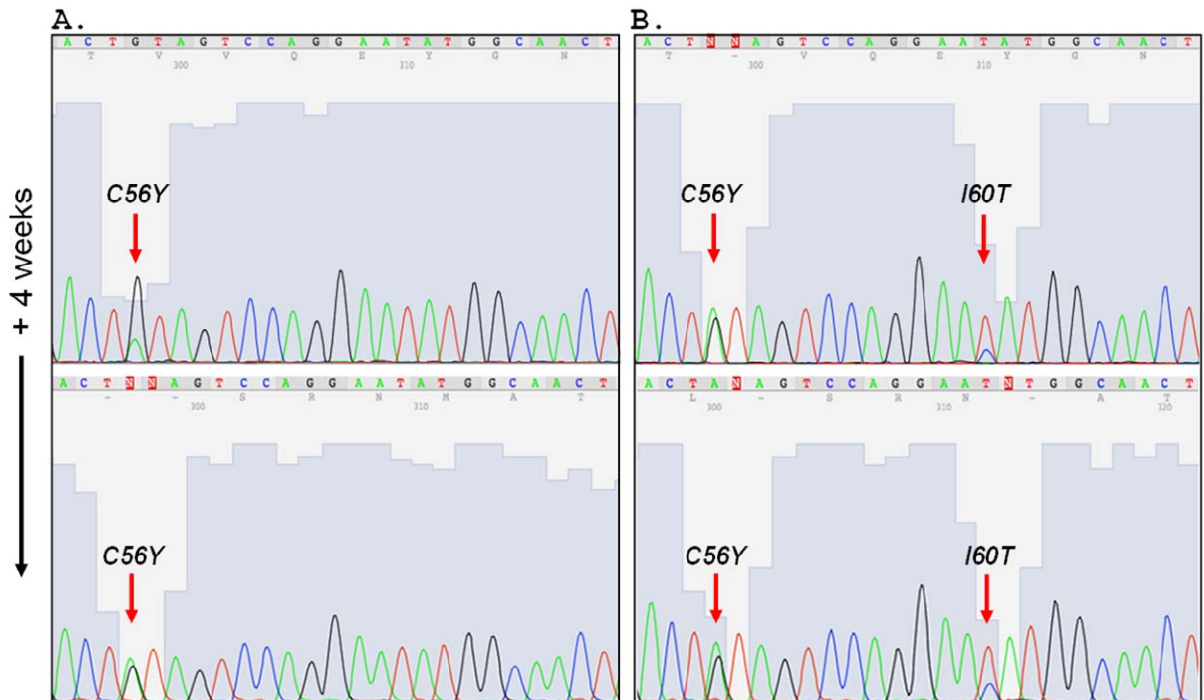 A.
A C T G T A G T C C A G G A A T A T G G C A A C T
T V V Q E Y G N
300 310
C56Y
B.
A C T N N A G T C C A G G A A T A T G G C A A C T
T - V Q E Y G N
300 310
C56Y I60T
+ 4 weeks
A C T N N A G T C C A G G A A T A T G G C A A C T
- - S R N M A T
300 310
C56Y
A C T A N A G T C C A G G A A T N T G G C A A C T
L - S R N - A T
300 310 320
C56Y I60T